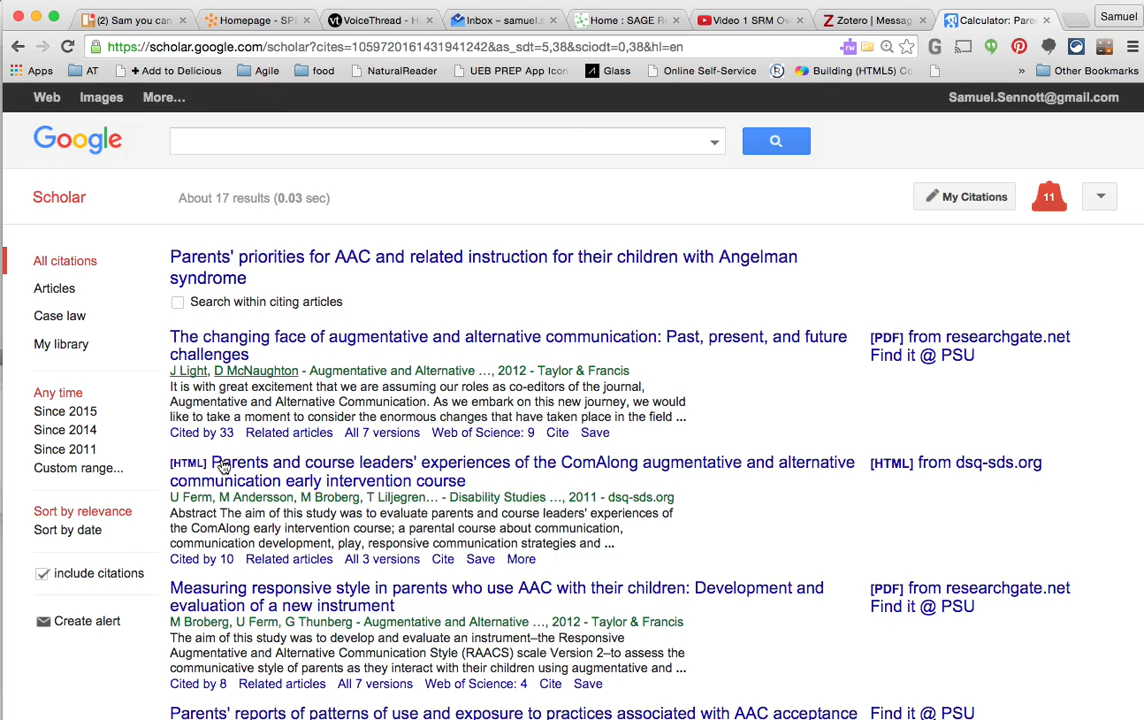 (2) Sam you can
Homepage - SPE
VoiceThread - H
Inbox – samuel.s
Home : SAGE R
Video 1 SRM Ov
Zotero | Messag
Calculator: Pare
Samuel
https://scholar.google.com/scholar?cites=1059720161431941242&as_sdt=5,38&sciodt=0,38&hl=en
Apps
AT
+ Add to Delicious
Agile
food
NaturalReader
UEB PREP App Icon
Glass
Online Self-Service
Building (HTML5) Co
»
Other Bookmarks
Web Images More...
Samuel.Sennott@gmail.com
Google
Scholar
About 17 results (0.03 sec)
My Citations
11
All citations
Articles
Case law
My library
Any time
Since 2015
Since 2014
Since 2011
Custom range...
Sort by relevance
Sort by date
include citations
Create alert
Parents' priorities for AAC and related instruction for their children with Angelman
syndrome
Search within citing articles
The changing face of augmentative and alternative communication: Past, present, and future
challenges
J Light, D McNaughton - Augmentative and Alternative …, 2012 - Taylor & Francis
It is with great excitement that we are assuming our roles as co-editors of the journal,
Augmentative and Alternative Communication. As we embark on this new journey, we would
like to take a moment to consider the enormous changes that have taken place in the field ...
Cited by 33 Related articles All 7 versions Web of Science: 9 Cite Save
[PDF] from researchgate.net
Find it @ PSU
[HTML] Parents and course leaders' experiences of the ComAlong augmentative and alternative
communication early intervention course
U Ferm, M Andersson, M Broberg, T Liljegren… - Disability Studies …, 2011 - dsq-sds.org
Abstract The aim of this study was to evaluate parents and course leaders' experiences of
the ComAlong early intervention course; a parental course about communication,
communication development, play, responsive communication strategies and ...
Cited by 10 Related articles All 3 versions Cite Save More
[HTML] from dsq-sds.org
Measuring responsive style in parents who use AAC with their children: Development and
evaluation of a new instrument
M Broberg, U Ferm, G Thunberg - Augmentative and Alternative …, 2012 - Taylor & Francis
The aim of this study was to develop and evaluate an instrument–the Responsive
Augmentative and Alternative Communication Style (RAACS) scale Version 2–to assess the
communicative style of parents as they interact with their children using augmentative and ...
Cited by 8 Related articles All 7 versions Web of Science: 4 Cite Save
[PDF] from researchgate.net
Find it @ PSU
Parents' reports of patterns of use and exposure to practices associated with AAC acceptance
Find it @ PSU